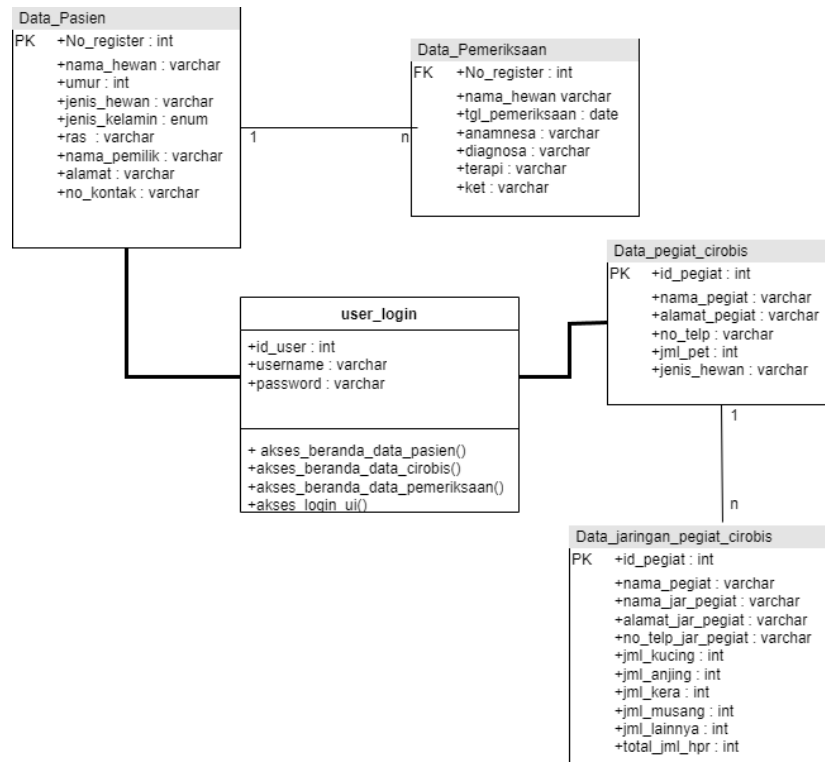 Data_Pasien
PK +No_register : int
+nama_hewan : varchar
+umur : int
+jenis_hewan : varchar
+jenis_kelamin : enum
+ras : varchar
+nama_pemilik : varchar
+alamat : varchar
+no_kontak : varchar
1 n
Data_Pemeriksaan
FK +No_register : int
+nama_hewan varchar
+tgl_pemeriksaan : date
+anamnesa : varchar
+diagnosa : varchar
+terapi : varchar
+ket : varchar
user_login
+id_user : int
+username : varchar
+password : varchar
+ akses_beranda_data_pasien()
+akses_beranda_data_cirobis()
+akses_beranda_data_pemeriksaan()
+akses_login_ui()
Data_pegiat_cirobis
PK +id_pegiat : int
+nama_pegiat : varchar
+alamat_pegiat : varchar
+no_telp : varchar
+jml_pet : int
+jenis_hewan : varchar
1
n
Data_jaringan_pegiat_cirobis
PK +id_pegiat : int
+nama_pegiat : varchar
+nama_jar_pegiat : varchar
+alamat_jar_pegiat : varchar
+no_telp_jar_pegiat : varchar
+jml_kucing : int
+jml_anjing : int
+jml_kera : int
+jml_musang : int
+jml_lainnya : int
+total_jml_hpr : int